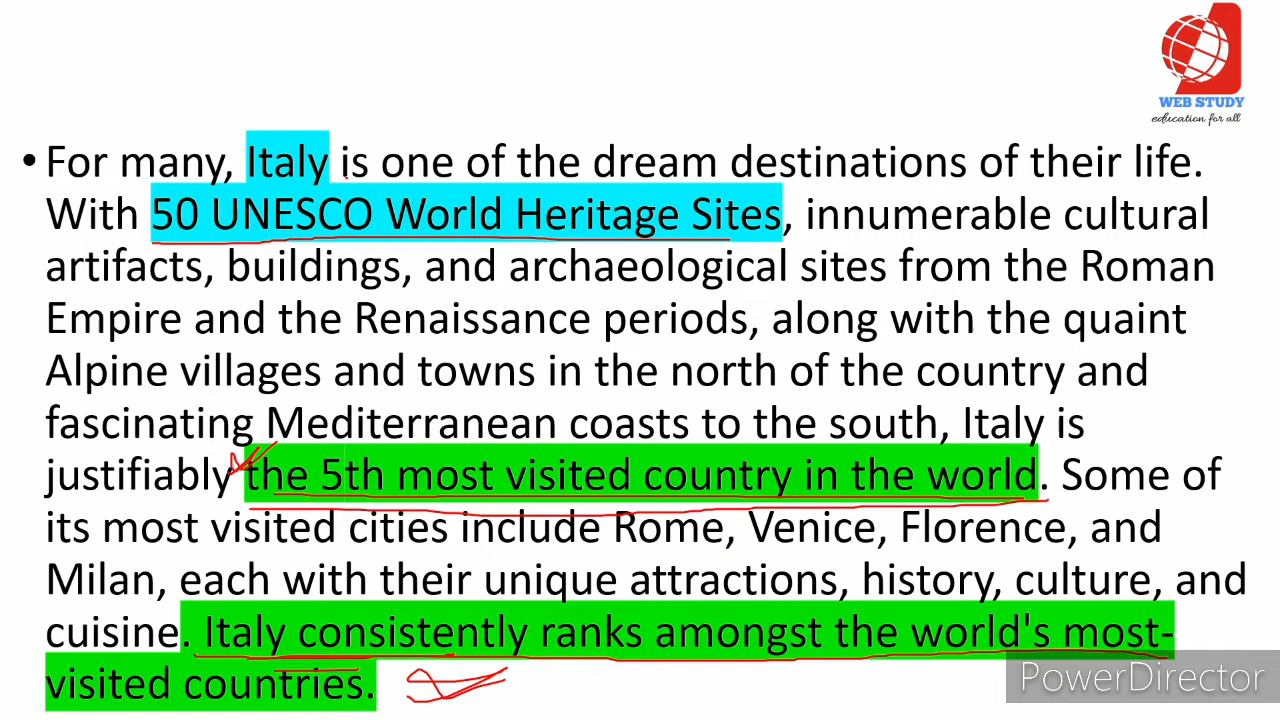 WEB STUDY
education for all
• For many, Italy is one of the dream destinations of their life.
With 50 UNESCO World Heritage Sites, innumerable cultural
artifacts, buildings, and archaeological sites from the Roman
Empire and the Renaissance periods, along with the quaint
Alpine villages and towns in the north of the country and
fascinating Mediterranean coasts to the south, Italy is
justifiably the 5th most visited country in the world. Some of
its most visited cities include Rome, Venice, Florence, and
Milan, each with their unique attractions, history, culture, and
cuisine. Italy consistently ranks amongst the world's most-
visited countries.
PowerDirector